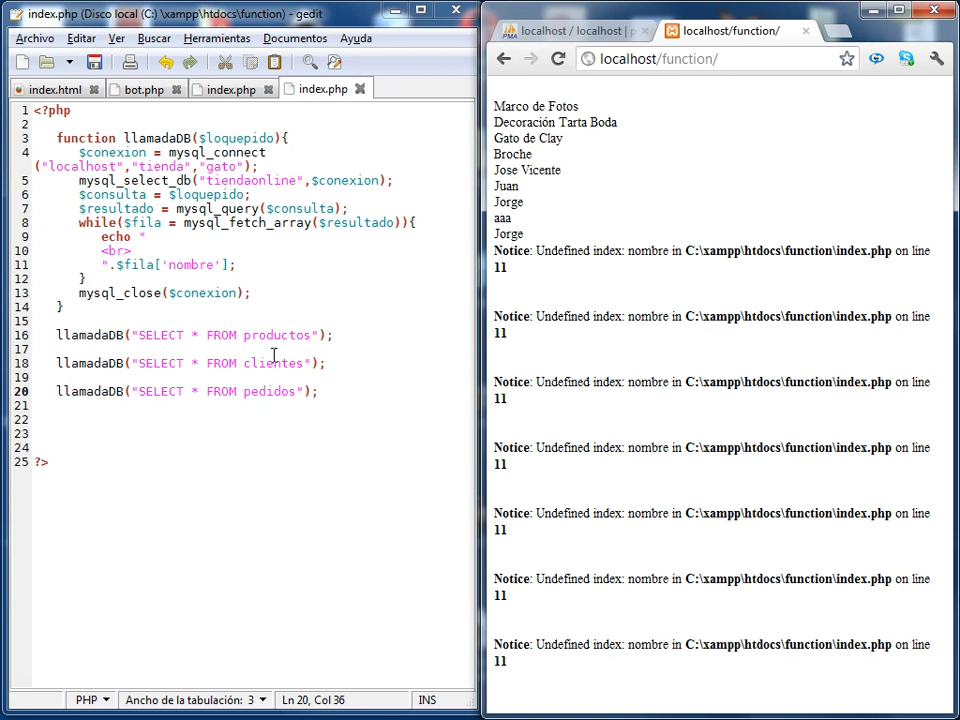 index.php (Disco local (C:) \xampp\htdocs\function) - gedit
Archivo Editar Ver Buscar Herramientas Documentos Ayuda
index.html bot.php index.php index.php
1 <?php
2
3 function llamadaDB($loquepido){
4 $conexion = mysql_connect
("localhost","tienda","gato");
5 mysql_select_db("tiendaonline",$conexion);
6 $consulta = $loquepido;
7 $resultado = mysql_query($consulta);
8 while($fila = mysql_fetch_array($resultado)){
9 echo "
10 <br>
11 ".$fila['nombre'];
12 }
13 mysql_close($conexion);
14 }
15
16 llamadaDB("SELECT * FROM productos");
17
18 llamadaDB("SELECT * FROM clientes");
19
20 llamadaDB("SELECT * FROM pedidos");
21
22
23
24
25 ?>
PHP Ancho de la tabulación: 3 Ln 20, Col 36 INS
localhost / localhost | p localhost/function/
localhost/function/
Marco de Fotos
Decoración Tarta Boda
Gato de Clay
Broche
Jose Vicente
Juan
Jorge
aaa
Jorge
Notice: Undefined index: nombre in C:\xampp\htdocs\function\index.php on line
11
Notice: Undefined index: nombre in C:\xampp\htdocs\function\index.php on line
11
Notice: Undefined index: nombre in C:\xampp\htdocs\function\index.php on line
11
Notice: Undefined index: nombre in C:\xampp\htdocs\function\index.php on line
11
Notice: Undefined index: nombre in C:\xampp\htdocs\function\index.php on line
11
Notice: Undefined index: nombre in C:\xampp\htdocs\function\index.php on line
11
Notice: Undefined index: nombre in C:\xampp\htdocs\function\index.php on line
11